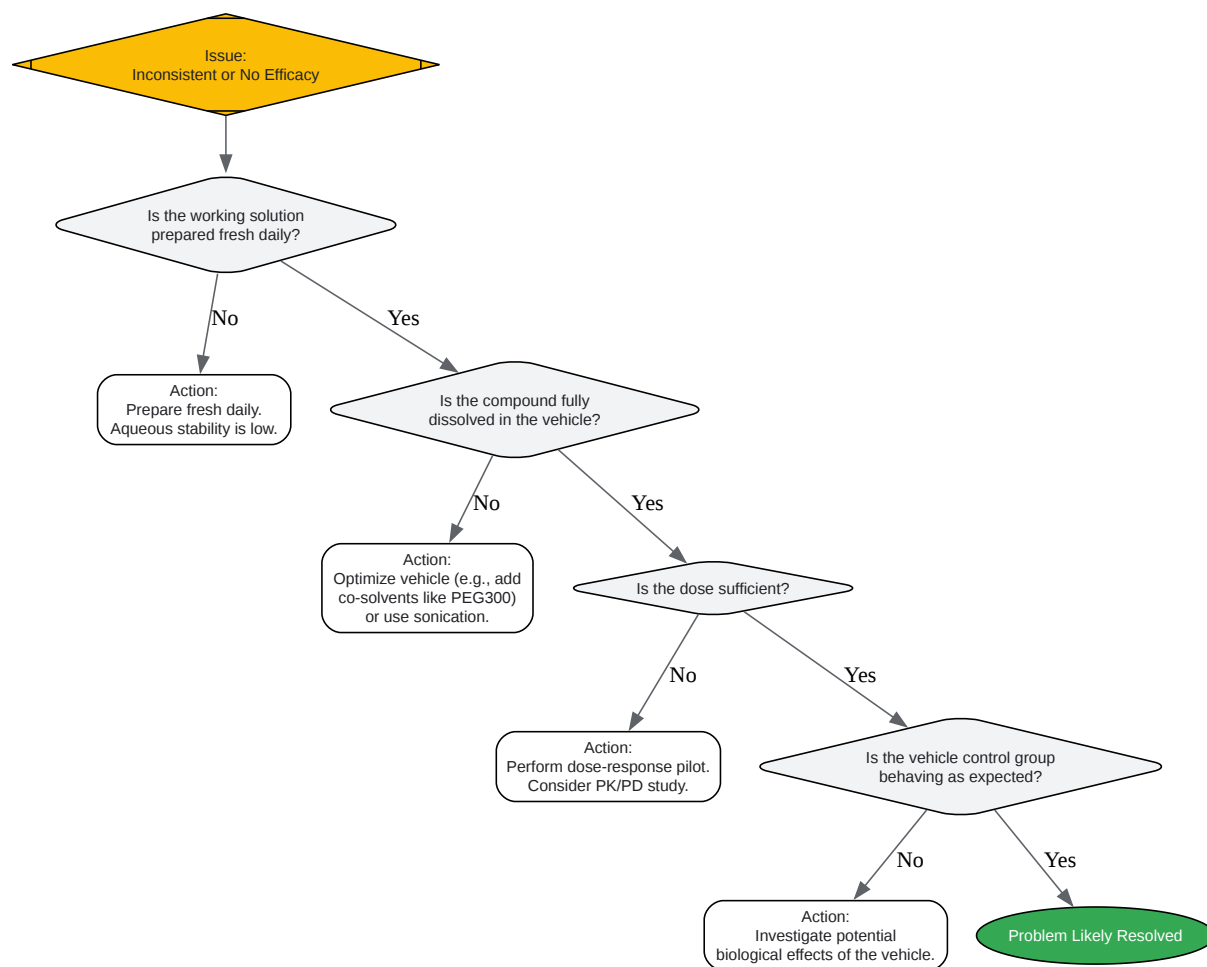 Issue:
Inconsistent or No Efficacy
Is the working solution
prepared fresh daily?
No
Yes
Action:
Prepare fresh daily.
Aqueous stability is low.
Is the compound fully
dissolved in the vehicle?
No
Yes
Action:
Optimize vehicle (e.g., add
co-solvents like PEG300)
or use sonication.
Is the dose sufficient?
No
Yes
Action:
Perform dose-response pilot.
Consider PK/PD study.
Is the vehicle control group
behaving as expected?
No
Yes
Action:
Investigate potential
biological effects of the vehicle.
Problem Likely Resolved